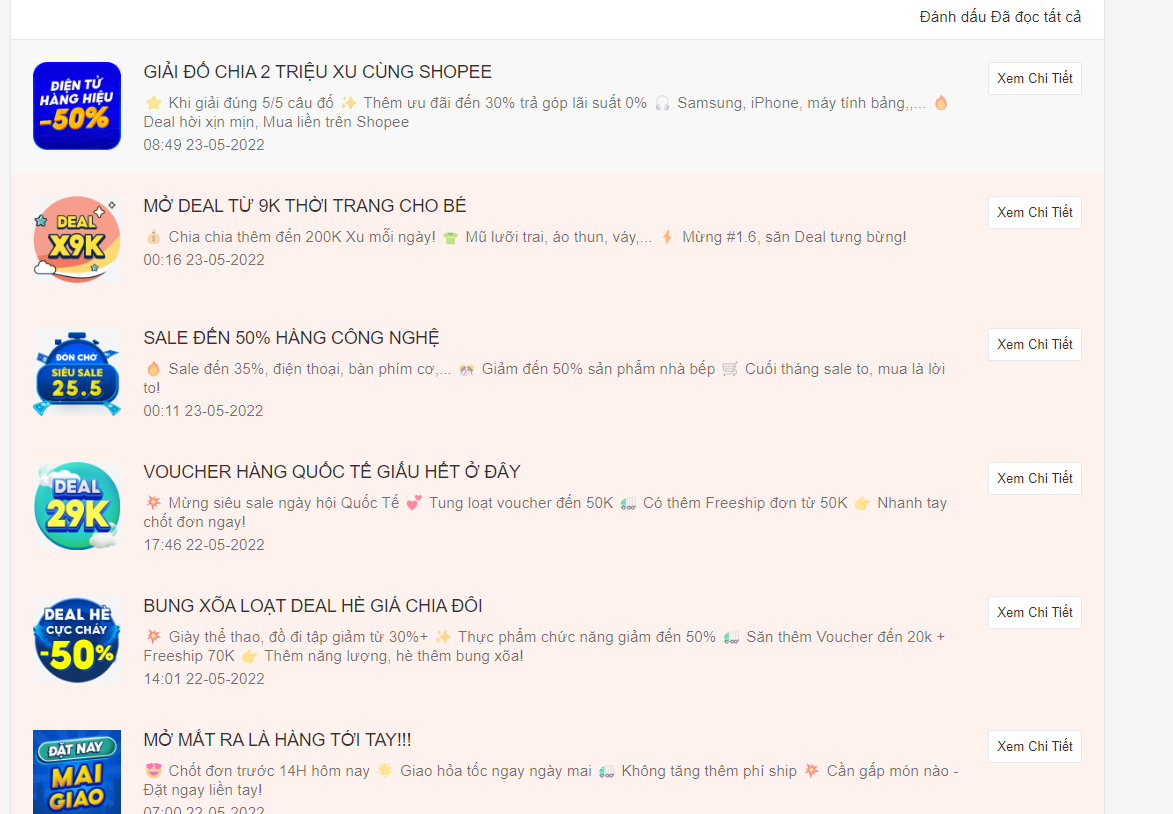 Đánh dấu Đã đọc tất cả
ĐIỆN TỬ
HÀNG HIỆU
-50%
GIẢI ĐỐ CHIA 2 TRIỆU XU CÙNG SHOPEE
⭐ Khi giải đúng 5/5 câu đố ✨ Thêm ưu đãi đến 30% trả góp lãi suất 0% 🎧 Samsung, iPhone, máy tính bảng,,... 🔥
Deal hời xịn mịn, Mua liền trên Shopee
08:49 23-05-2022
Xem Chi Tiết
DEAL
X9K
MỞ DEAL TỪ 9K THỜI TRANG CHO BÉ
💰 Chia chia thêm đến 200K Xu mỗi ngày! 👕 Mũ lưỡi trai, áo thun, váy,... ⚡ Mừng #1.6, săn Deal tưng bừng!
00:16 23-05-2022
Xem Chi Tiết
ĐÓN CHỜ
SIÊU SALE
25.5
SALE ĐẾN 50% HÀNG CÔNG NGHỆ
🔥 Sale đến 35%, điện thoại, bàn phím cơ,... 🎊 Giảm đến 50% sản phẩm nhà bếp 🛒 Cuối tháng sale to, mua là lời
to!
00:11 23-05-2022
Xem Chi Tiết
DEAL
29K
VOUCHER HÀNG QUỐC TẾ GIẤU HẾT Ở ĐÂY
💥 Mừng siêu sale ngày hội Quốc Tế 💕 Tung loạt voucher đến 50K 🚛 Có thêm Freeship đơn từ 50K 👉 Nhanh tay
chốt đơn ngay!
17:46 22-05-2022
Xem Chi Tiết
DEAL HÈ
CỰC CHÁY
-50%
BUNG XÕA LOẠT DEAL HÈ GIÁ CHIA ĐÔI
💥 Giày thể thao, đồ đi tập giảm từ 30%+ ✨ Thực phẩm chức năng giảm đến 50% 🚛 Săn thêm Voucher đến 20k +
Freeship 70K 👉 Thêm năng lượng, hè thêm bung xõa!
14:01 22-05-2022
Xem Chi Tiết
ĐẶT NAY
MAI
GIAO
MỞ MẮT RA LÀ HÀNG TỚI TAY!!!
😍 Chốt đơn trước 14H hôm nay 🌟 Giao hỏa tốc ngay ngày mai 🚛 Không tăng thêm phí ship 💥 Cần gấp món nào -
Đặt ngay liền tay!
07:00 22-05-2022
Xem Chi Tiết